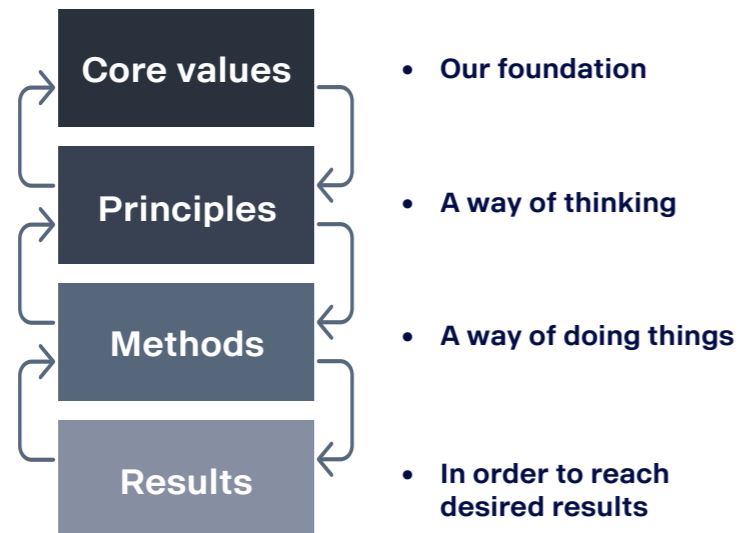 Core values
• Our foundation
Principles
• A way of thinking
Methods
• A way of doing things
Results
• In order to reach
desired results